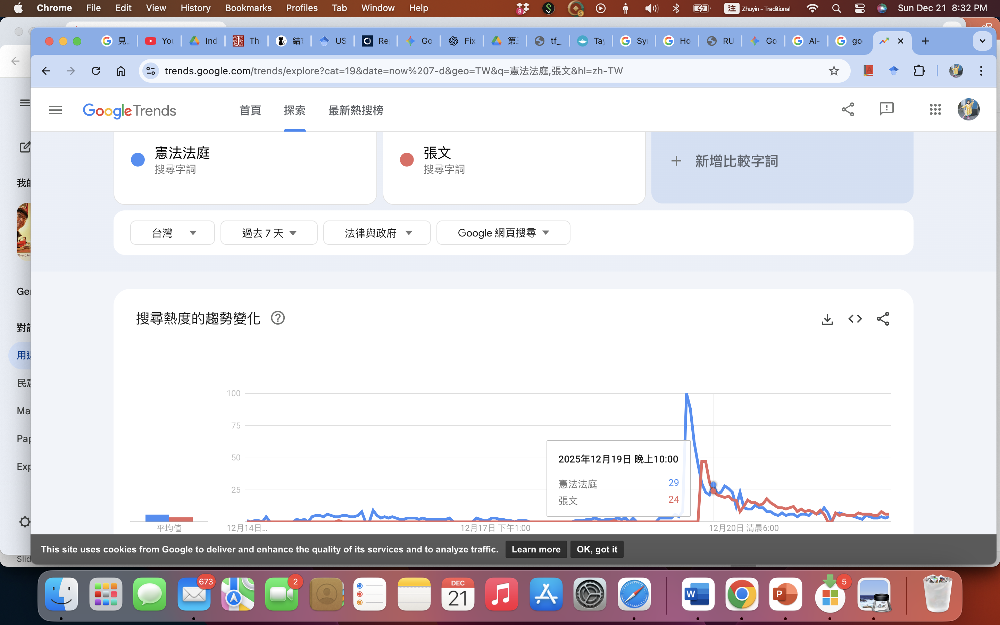 Chrome File Edit View History Bookmarks Profiles Tab Window Help 8 注 Zhuyin - Traditional Sun Dec 21 8:32 PM
見 You Ind Th 結 US Re Go Fix 第 tf_ Tay Sy Ho RU Go AI- go
trends.google.com/trends/explore?cat=19&date=now%207-d&geo=TW&q=憲法法庭,張文&hl=zh-TW
Google Trends 首頁 探索 最新熱搜榜
憲法法庭
搜尋字詞
張文
搜尋字詞
+ 新增比較字詞
台灣 過去 7 天 法律與政府 Google 網頁搜尋
搜尋熱度的趨勢變化
100
75
50
25
2025年12月19日 晚上10:00
憲法法庭 29
張文 24
平均值
12月14日… 12月17日 下午1:00 12月20日 清晨6:00
This site uses cookies from Google to deliver and enhance the quality of its services and to analyze traffic. Learn more OK, got it
我的
Ge
對話
用這
民意
Ma
Pap
Exp
Slid
673 2 DEC 21 W P 5